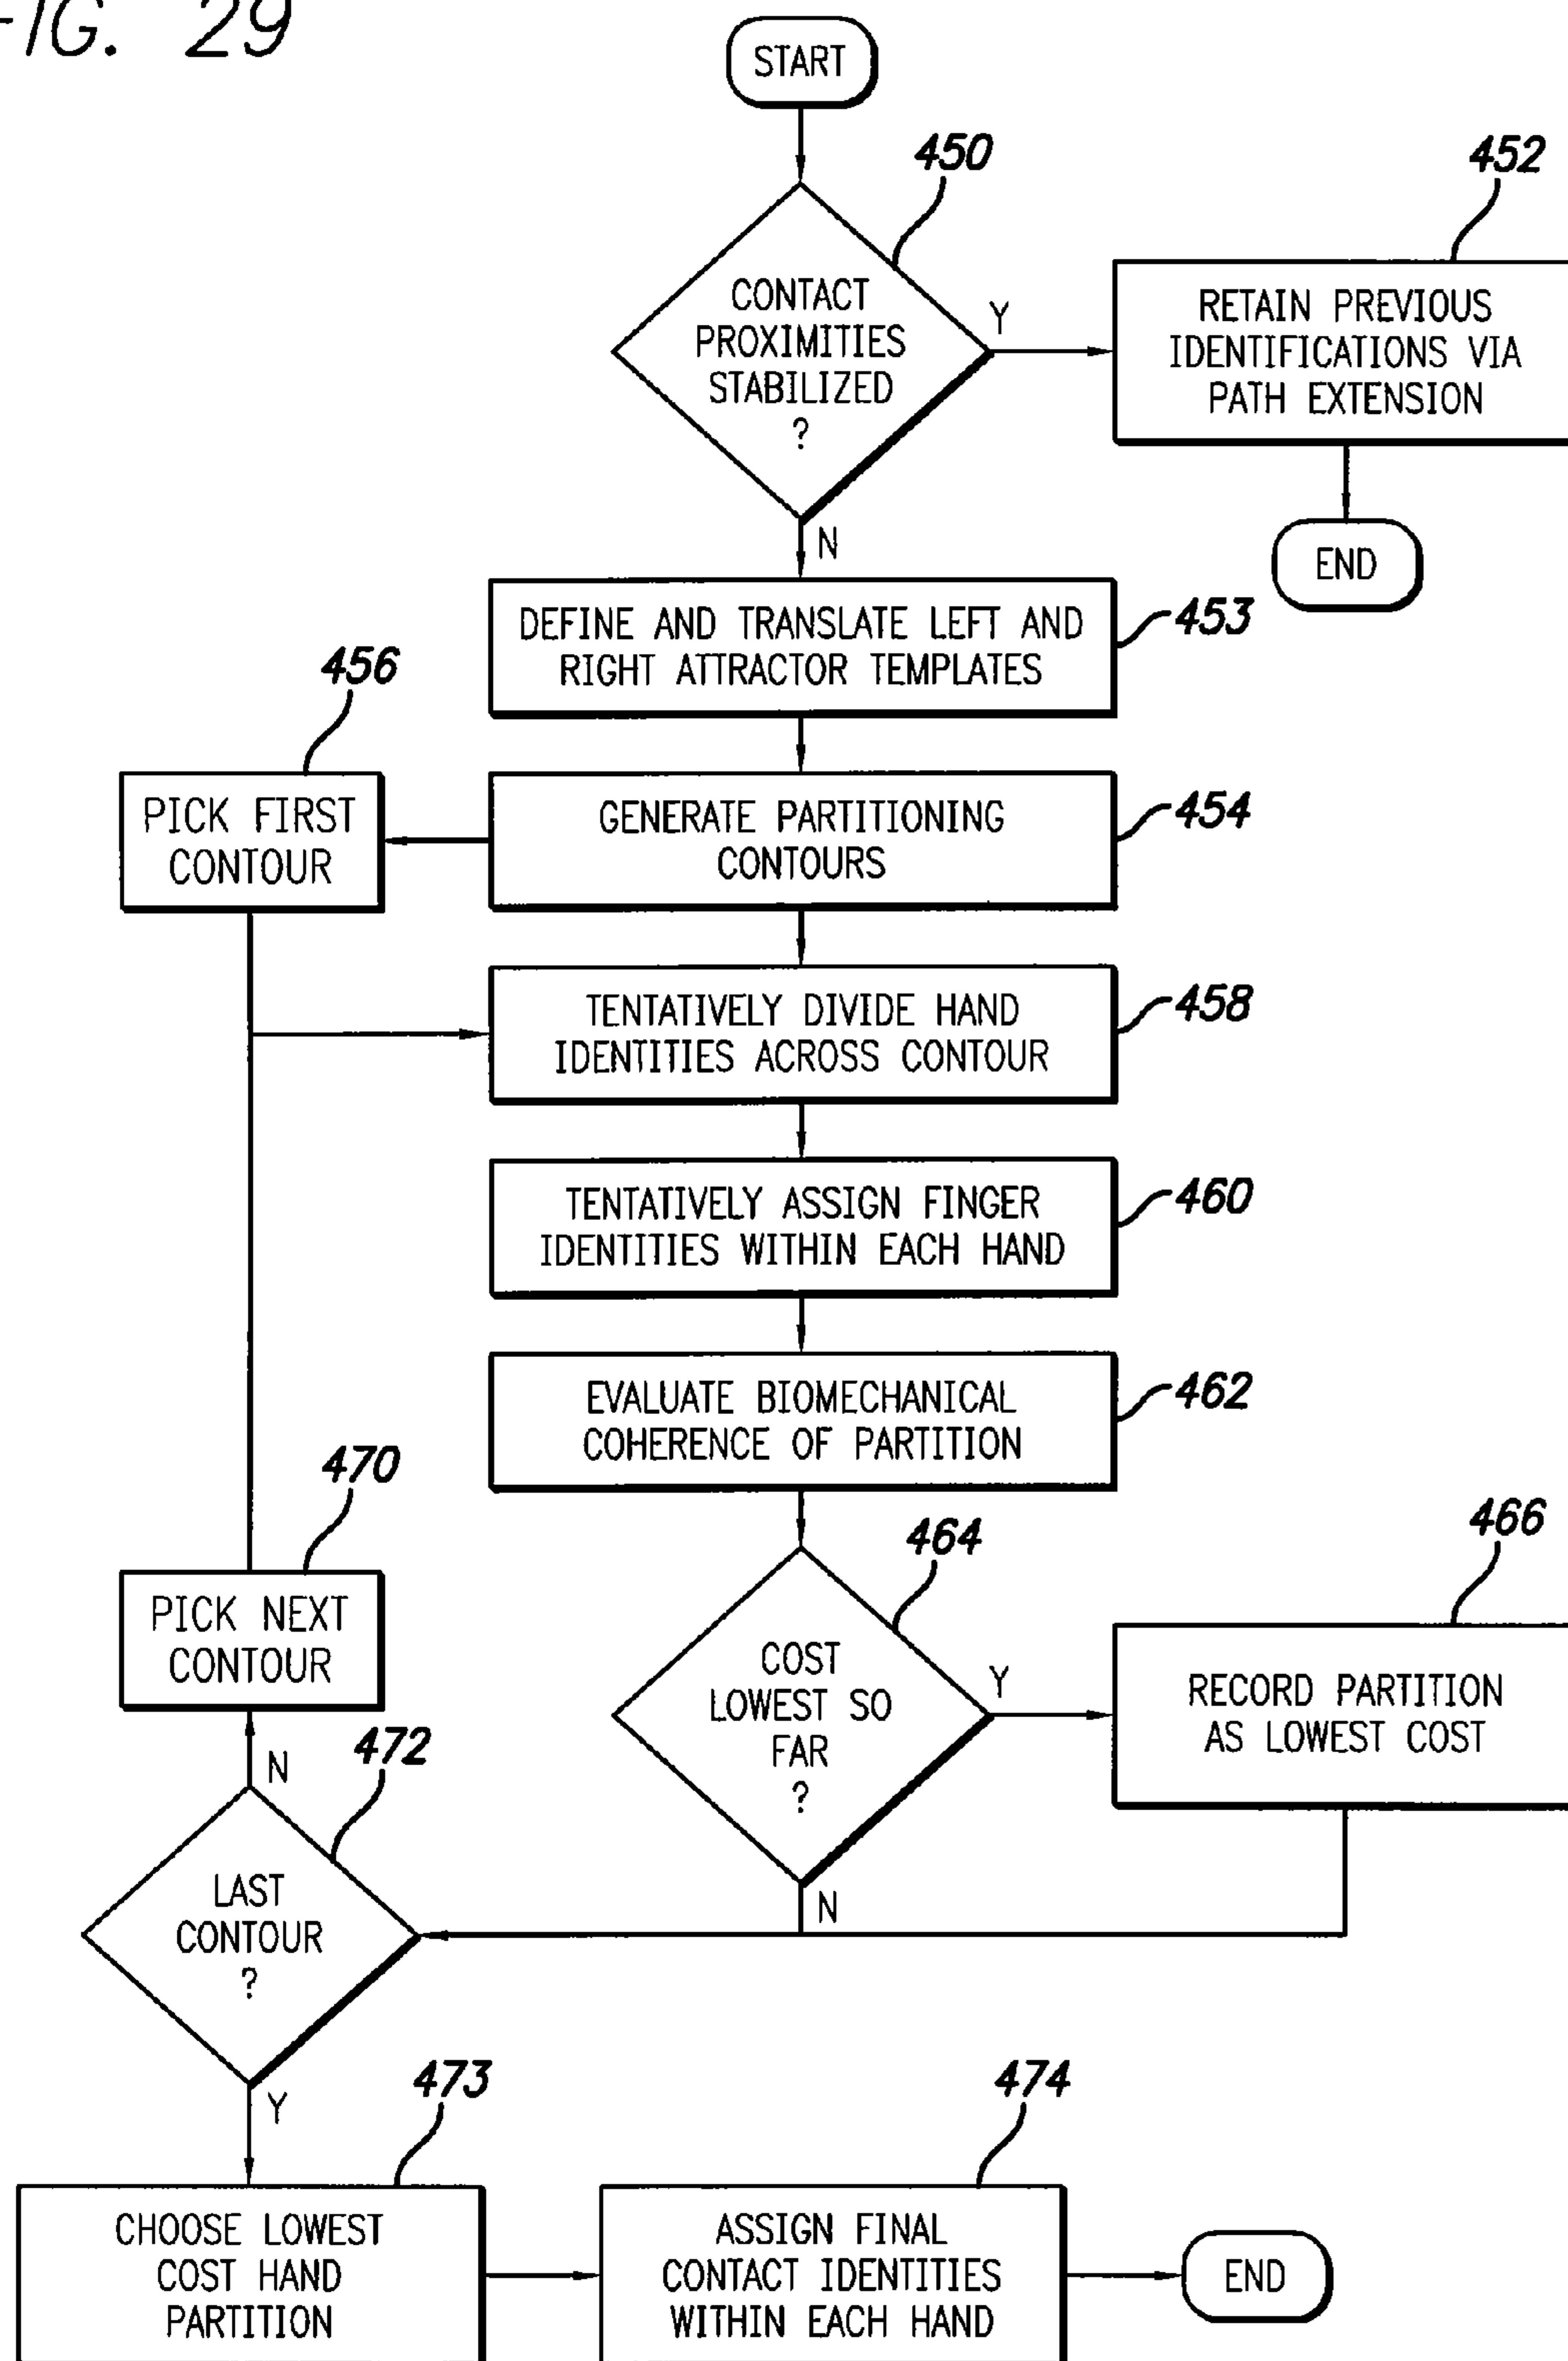 FIG. 29
START
450
452
CONTACT
PROXIMITIES
STABILIZED
?
Y
RETAIN PREVIOUS
IDENTIFICATIONS VIA
PATH EXTENSION
N
END
DEFINE AND TRANSLATE LEFT AND
RIGHT ATTRACTOR TEMPLATES
453
456
PICK FIRST
CONTOUR
GENERATE PARTITIONING
CONTOURS
454
TENTATIVELY DIVIDE HAND
IDENTITIES ACROSS CONTOUR
458
TENTATIVELY ASSIGN FINGER
IDENTITIES WITHIN EACH HAND
460
EVALUATE BIOMECHANICAL
COHERENCE OF PARTITION
462
470
PICK NEXT
CONTOUR
464
466
COST
LOWEST SO
FAR
?
Y
RECORD PARTITION
AS LOWEST COST
N
472
N
LAST
CONTOUR
?
Y
473
474
CHOOSE LOWEST
COST HAND
PARTITION
ASSIGN FINAL
CONTACT IDENTITIES
WITHIN EACH HAND
END